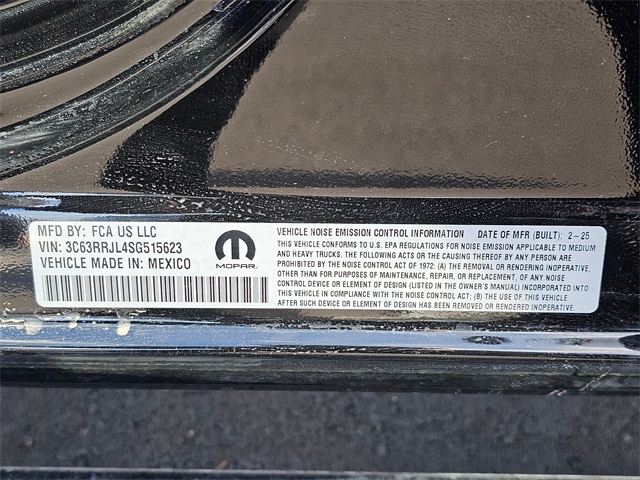 MFD BY: FCA US LLC
VIN: 3C63RRJL4SG515623
VEHICLE MADE IN: MEXICO
MOPAR
VEHICLE NOISE EMISSION CONTROL INFORMATION DATE OF MFR (BUILT): 2-25
THIS VEHICLE CONFORMS TO U.S. EPA REGULATIONS FOR NOISE EMISSION APPLICABLE TO MEDIUM
AND HEAVY TRUCKS. THE FOLLOWING ACTS OR THE CAUSING THEREOF BY ANY PERSON ARE
PROHIBITED BY THE NOISE CONTROL ACT OF 1972: (A) THE REMOVAL OR RENDERING INOPERATIVE,
OTHER THAN FOR PURPOSES OF MAINTENANCE, REPAIR, OR REPLACEMENT, OF ANY NOISE
CONTROL DEVICE OR ELEMENT OF DESIGN (LISTED IN THE OWNER'S MANUAL) INCORPORATED INTO
THIS VEHICLE IN COMPLIANCE WITH THE NOISE CONTROL ACT; (B) THE USE OF THIS VEHICLE
AFTER SUCH DEVICE OR ELEMENT OF DESIGN HAS BEEN REMOVED OR RENDERED INOPERATIVE.